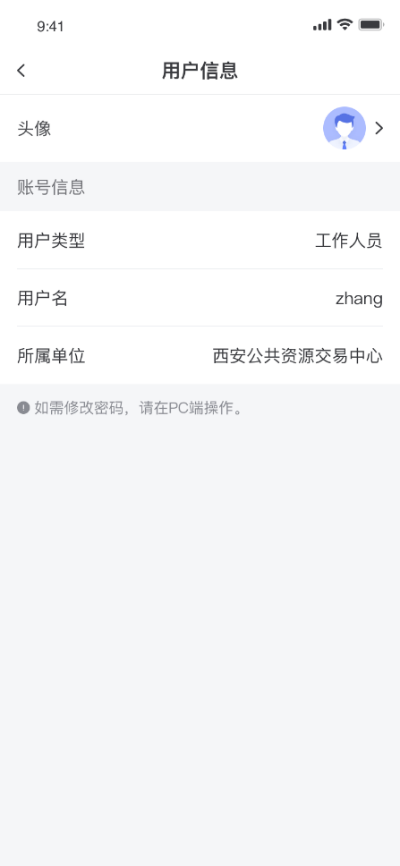 9:41
用户信息
头像
账号信息
用户类型 工作人员
用户名 zhang
所属单位 西安公共资源交易中心
如需修改密码，请在PC端操作。